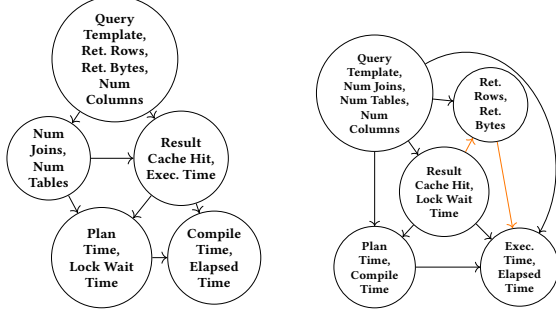 Query
Template,
Ret. Rows,
Ret. Bytes,
Num
Columns
Num
Joins,
Num
Tables
Result
Cache Hit,
Exec. Time
Plan
Time,
Lock Wait
Time
Compile
Time,
Elapsed
Time
Query
Template,
Num Joins,
Num Tables,
Num
Columns
Ret.
Rows,
Ret.
Bytes
Result
Cache Hit,
Lock Wait
Time
Plan
Time,
Compile
Time
Exec.
Time,
Elapsed
Time